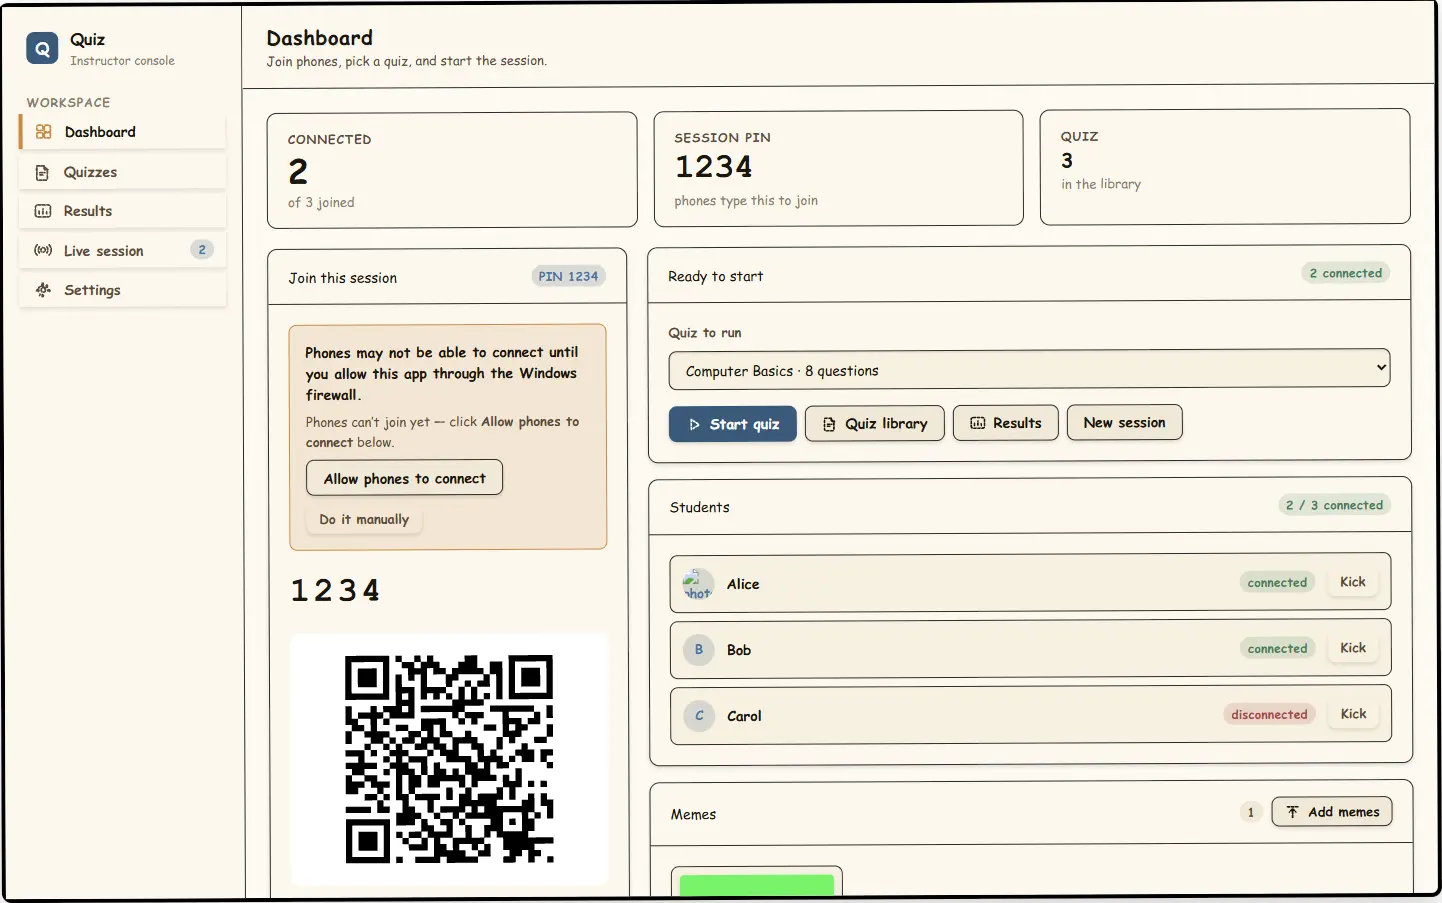 Q
Quiz
Instructor console
WORKSPACE
Dashboard
Quizzes
Results
Live session 2
Settings
Dashboard
Join phones, pick a quiz, and start the session.
CONNECTED
2
of 3 joined
SESSION PIN
1234
phones type this to join
QUIZ
3
in the library
Join this session PIN 1234
Phones may not be able to connect until
you allow this app through the Windows
firewall.
Phones can't join yet — click Allow phones to
connect below.
Allow phones to connect
Do it manually
1234
Ready to start 2 connected
Quiz to run
Computer Basics · 8 questions
Start quiz Quiz library Results New session
Students 2 / 3 connected
Alice connected Kick
B Bob connected Kick
C Carol disconnected Kick
Memes 1 Add memes